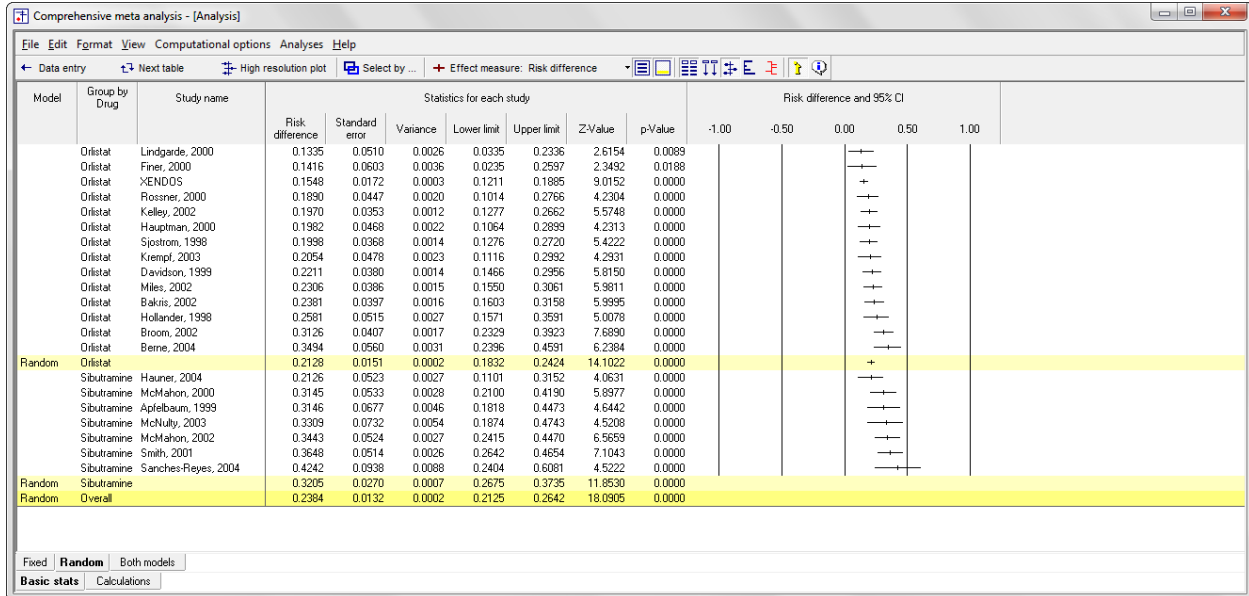 Comprehensive meta analysis - [Analysis]
File Edit Format View Computational options Analyses Help
← Data entry Next table High resolution plot Select by ... Effect measure: Risk difference
Model Group by Drug Study name Statistics for each study Risk difference and 95% CI
Risk difference Standard error Variance Lower limit Upper limit Z-Value p-Value -1.00 -0.50 0.00 0.50 1.00
Orlistat Lindgarde, 2000 0.1335 0.0510 0.0026 0.0335 0.2336 2.6154 0.0089
Orlistat Finer, 2000 0.1416 0.0603 0.0036 0.0235 0.2597 2.3492 0.0188
Orlistat XENDOS 0.1548 0.0172 0.0003 0.1211 0.1885 9.0152 0.0000
Orlistat Rossner, 2000 0.1890 0.0447 0.0020 0.1014 0.2766 4.2304 0.0000
Orlistat Kelley, 2002 0.1970 0.0353 0.0012 0.1277 0.2662 5.5748 0.0000
Orlistat Hauptman, 2000 0.1982 0.0468 0.0022 0.1064 0.2899 4.2313 0.0000
Orlistat Sjostrom, 1998 0.1998 0.0368 0.0014 0.1276 0.2720 5.4222 0.0000
Orlistat Krempf, 2003 0.2054 0.0478 0.0023 0.1116 0.2992 4.2931 0.0000
Orlistat Davidson, 1999 0.2211 0.0380 0.0014 0.1466 0.2956 5.8150 0.0000
Orlistat Miles, 2002 0.2306 0.0386 0.0015 0.1550 0.3061 5.9811 0.0000
Orlistat Bakris, 2002 0.2381 0.0397 0.0016 0.1603 0.3158 5.9995 0.0000
Orlistat Hollander, 1998 0.2581 0.0515 0.0027 0.1571 0.3591 5.0078 0.0000
Orlistat Broom, 2002 0.3126 0.0407 0.0017 0.2329 0.3923 7.6890 0.0000
Orlistat Berne, 2004 0.3494 0.0560 0.0031 0.2396 0.4591 6.2384 0.0000
Random Orlistat 0.2128 0.0151 0.0002 0.1832 0.2424 14.1022 0.0000
Sibutramine Hauner, 2004 0.2126 0.0523 0.0027 0.1101 0.3152 4.0631 0.0000
Sibutramine McMahon, 2000 0.3145 0.0533 0.0028 0.2100 0.4190 5.8977 0.0000
Sibutramine Apfelbaum, 1999 0.3146 0.0677 0.0046 0.1818 0.4473 4.6442 0.0000
Sibutramine McNulty, 2003 0.3309 0.0732 0.0054 0.1874 0.4743 4.5208 0.0000
Sibutramine McMahon, 2002 0.3443 0.0524 0.0027 0.2415 0.4470 6.5659 0.0000
Sibutramine Smith, 2001 0.3648 0.0514 0.0026 0.2642 0.4654 7.1043 0.0000
Sibutramine Sanches-Reyes, 2004 0.4242 0.0938 0.0088 0.2404 0.6081 4.5222 0.0000
Random Sibutramine 0.3205 0.0270 0.0007 0.2675 0.3735 11.8530 0.0000
Random Overall 0.2384 0.0132 0.0002 0.2125 0.2642 18.0905 0.0000
Fixed Random Both models
Basic stats Calculations